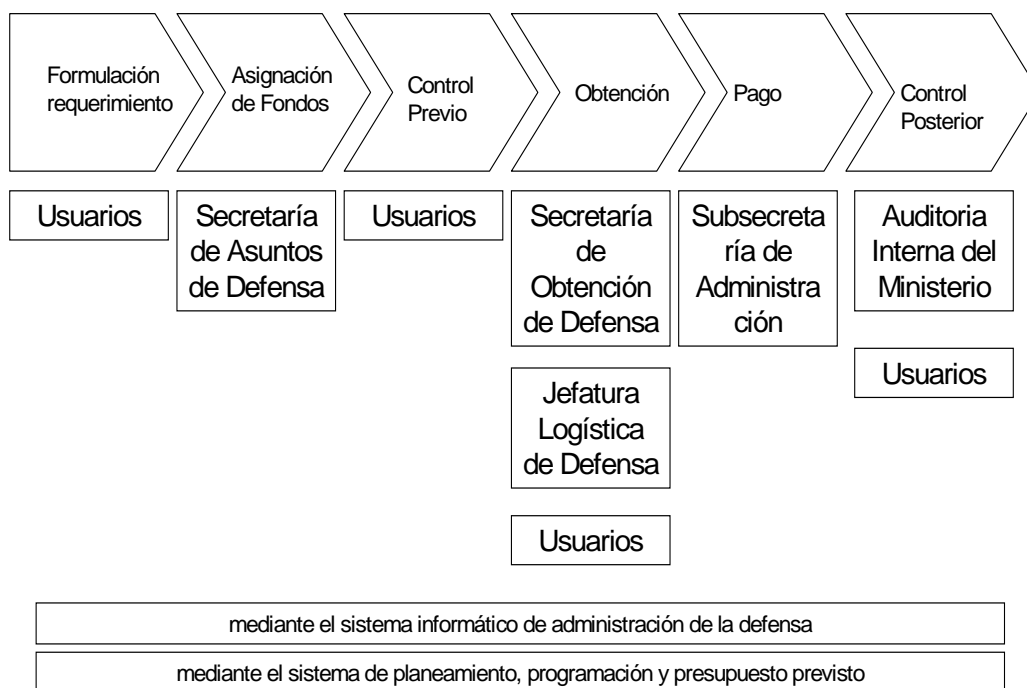 Formulación
requerimiento
Asignación
de Fondos
Control
Previo
Obtención
Pago
Control
Posterior
Usuarios
Secretaría
de Asuntos
de Defensa
Usuarios
Secretaría
de
Obtención
de Defensa
Subsecreta
ría de
Administra
ción
Auditoria
Interna del
Ministerio
Jefatura
Logística
de Defensa
Usuarios
Usuarios
mediante el sistema informático de administración de la defensa
mediante el sistema de planeamiento, programación y presupuesto previsto